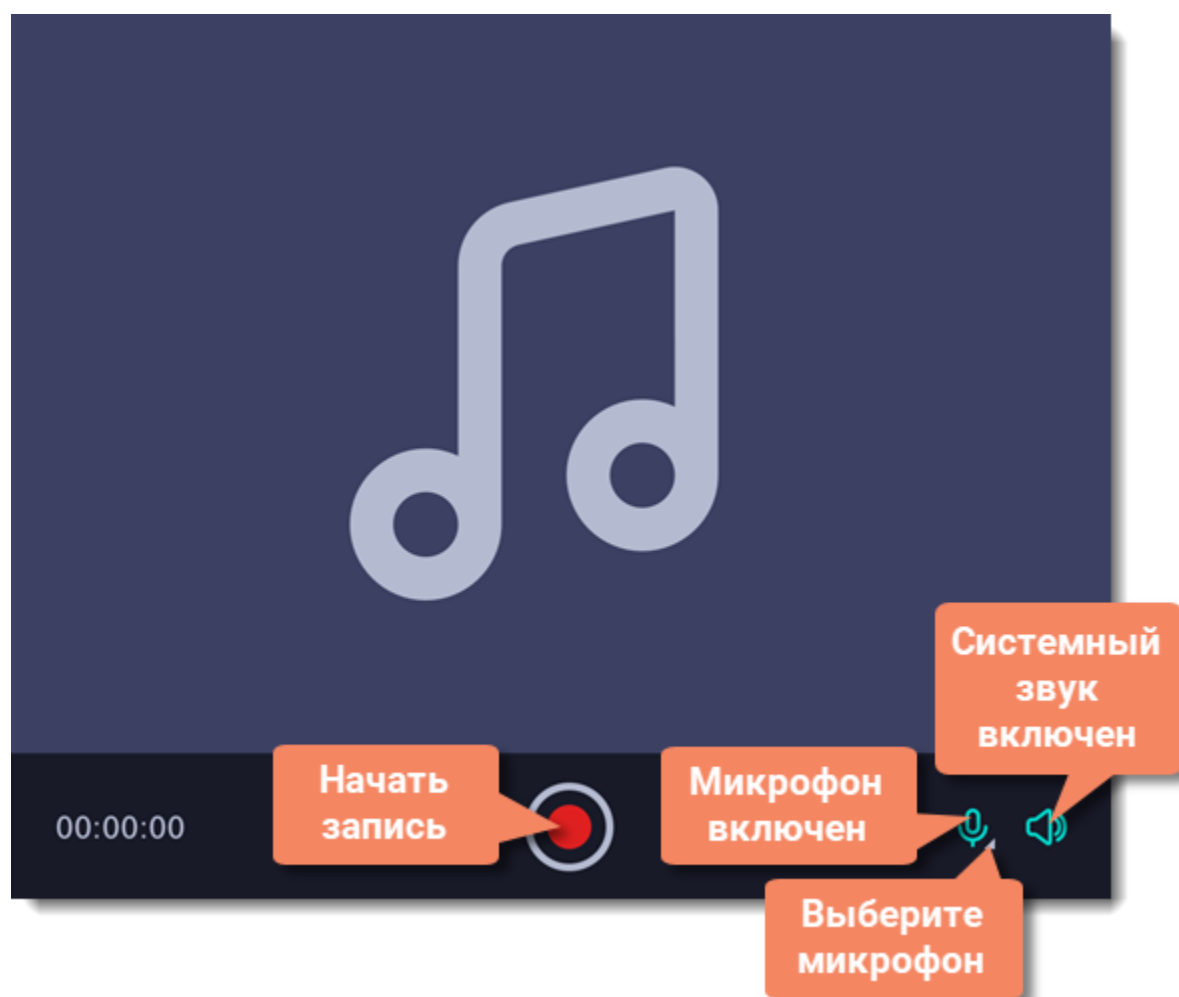 Системный
звук
включен
00:00:00
Начать
запись
Микрофон
включен
Выберите
микрофон